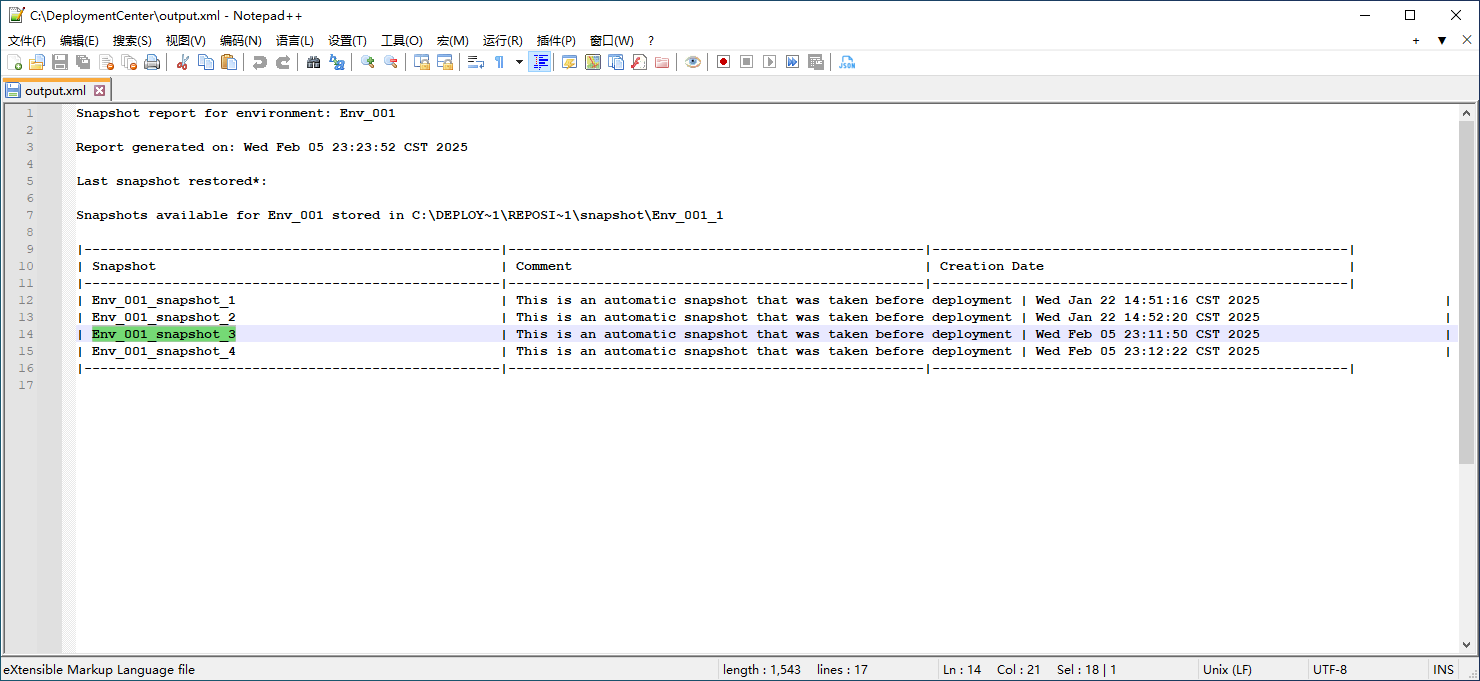 C:\DeploymentCenter\output.xml - Notepad++
文件(F) 编辑(E) 搜索(S) 视图(V) 编码(N) 语言(L) 设置(T) 工具(O) 宏(M) 运行(R) 插件(P) 窗口(W) ?
output.xml
1 Snapshot report for environment: Env_001
2
3 Report generated on: Wed Feb 05 23:23:52 CST 2025
4
5 Last snapshot restored*:
6
7 Snapshots available for Env_001 stored in C:\DEPLOY~1\REPOSI~1\snapshot\Env_001_1
8
9 |----------------------------------------------------|----------------------------------------------------|----------------------------------------------------|
10 | Snapshot | Comment | Creation Date |
11 |----------------------------------------------------|----------------------------------------------------|----------------------------------------------------|
12 | Env_001_snapshot_1 | This is an automatic snapshot that was taken before deployment | Wed Jan 22 14:51:16 CST 2025 |
13 | Env_001_snapshot_2 | This is an automatic snapshot that was taken before deployment | Wed Jan 22 14:52:20 CST 2025 |
14 | Env_001_snapshot_3 | This is an automatic snapshot that was taken before deployment | Wed Feb 05 23:11:50 CST 2025 |
15 | Env_001_snapshot_4 | This is an automatic snapshot that was taken before deployment | Wed Feb 05 23:12:22 CST 2025 |
16 |----------------------------------------------------|----------------------------------------------------|----------------------------------------------------|
17
eXtensible Markup Language file length : 1,543 lines : 17 Ln : 14 Col : 21 Sel : 18 | 1 Unix (LF) UTF-8 INS